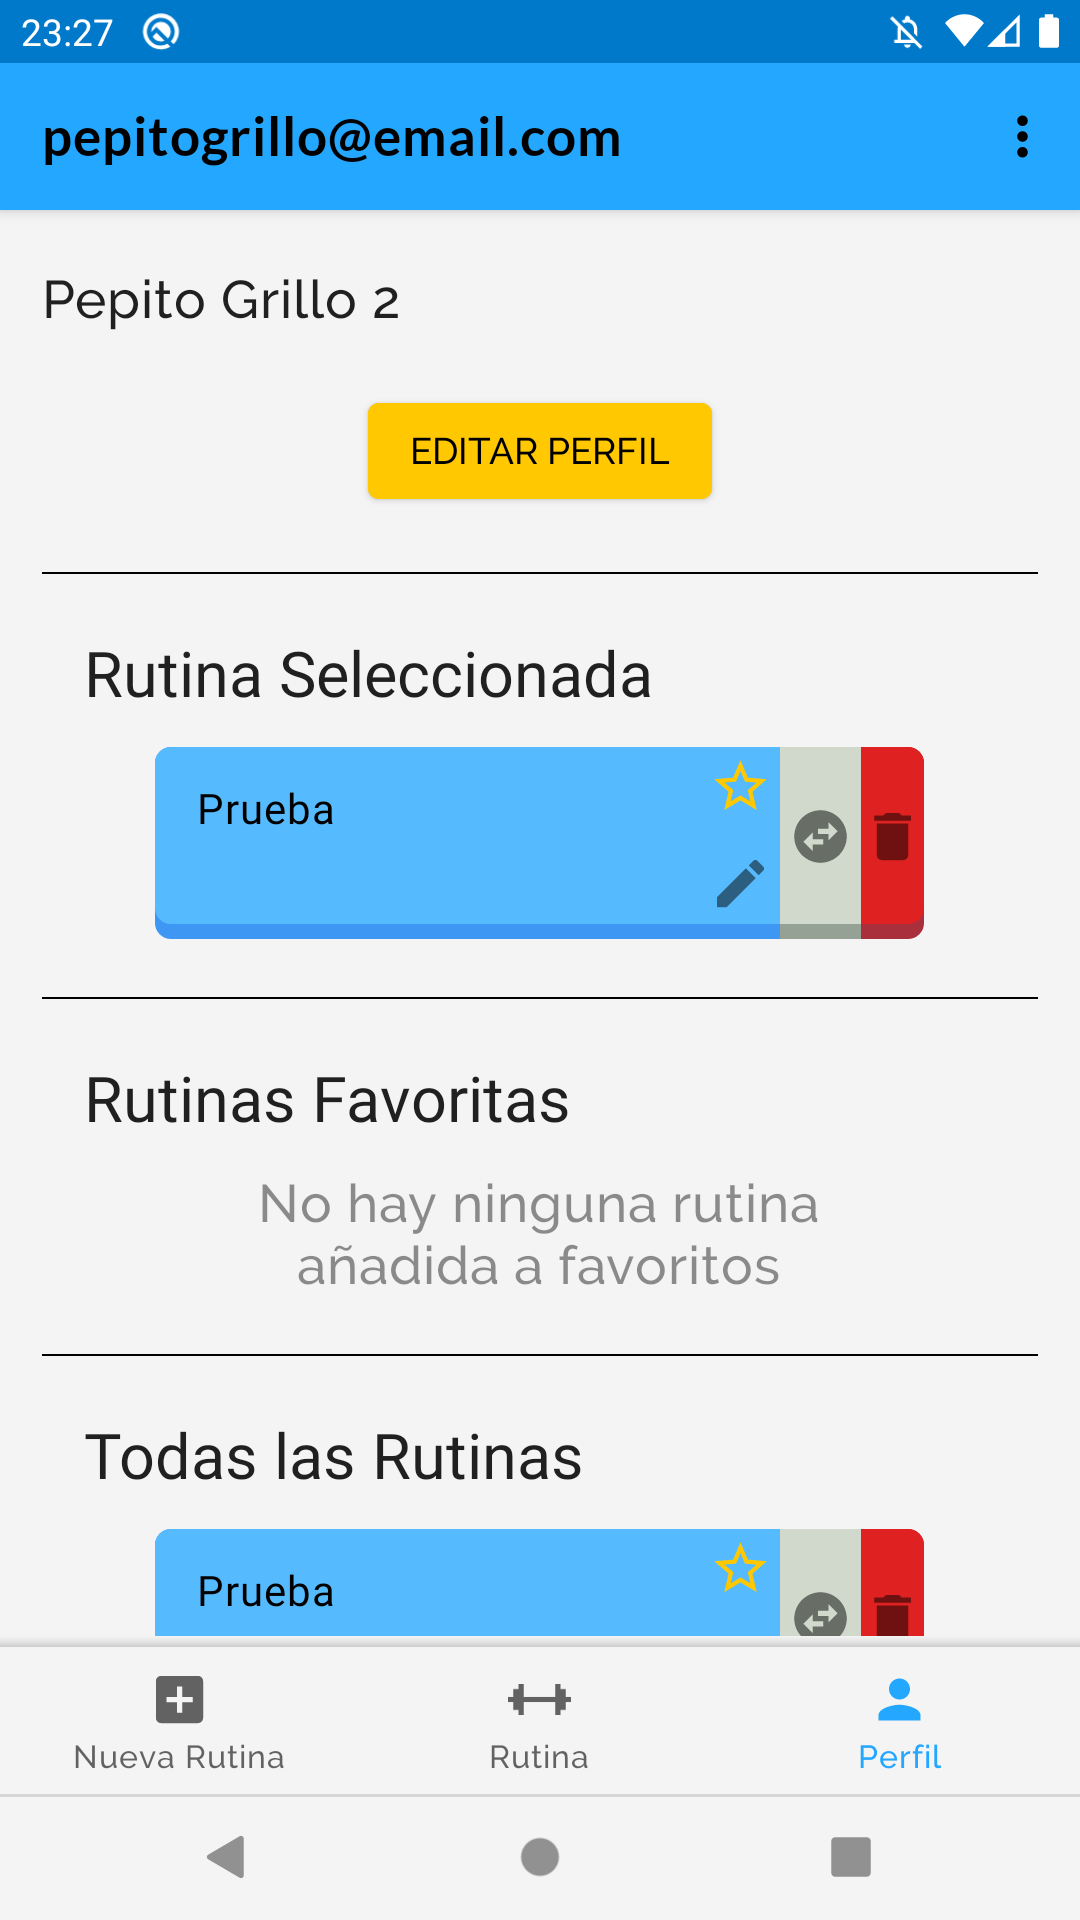 23:27
pepitogrillo@email.com
Pepito Grillo 2
EDITAR PERFIL
Rutina Seleccionada
Prueba
Rutinas Favoritas
No hay ninguna rutina
añadida a favoritos
Todas las Rutinas
Prueba
Nueva Rutina
Rutina
Perfil